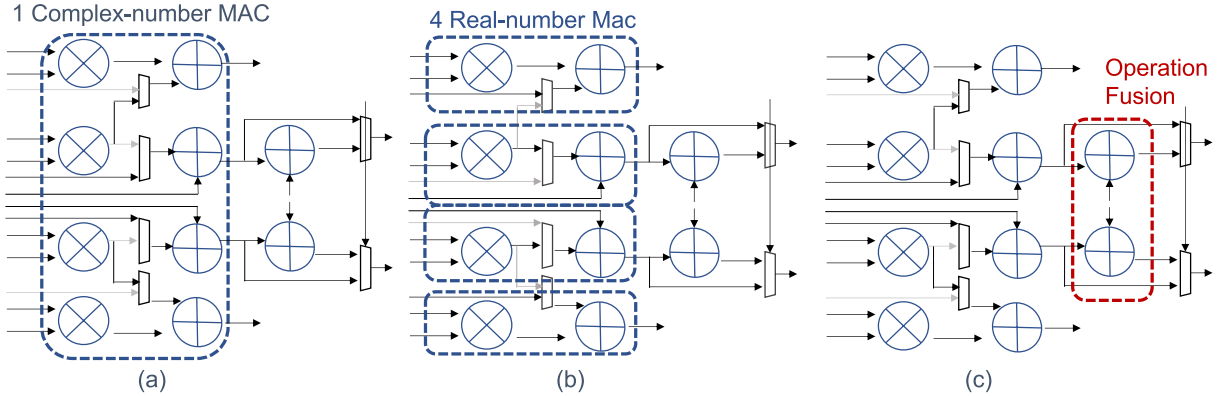 1 Complex-number MAC
4 Real-number Mac
Operation
Fusion
(a)
(b)
(c)